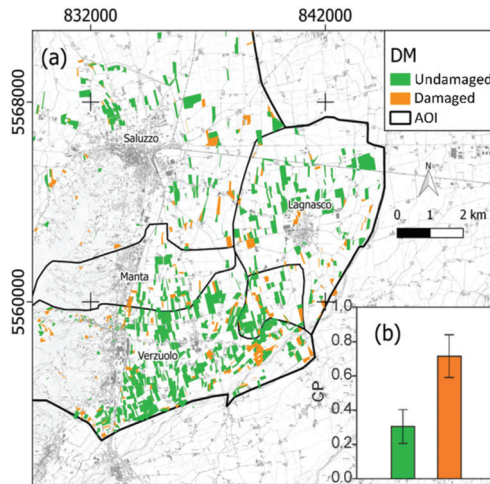 832000 842000
(a)
DM
Undamaged
Damaged
AOI
5568000
Saluzzo
N
Lagnasco
0 1 2 km
Manta
5560000
Verzuolo
(b)
CP
1.0
0.8
0.6
0.4
0.2
0.0